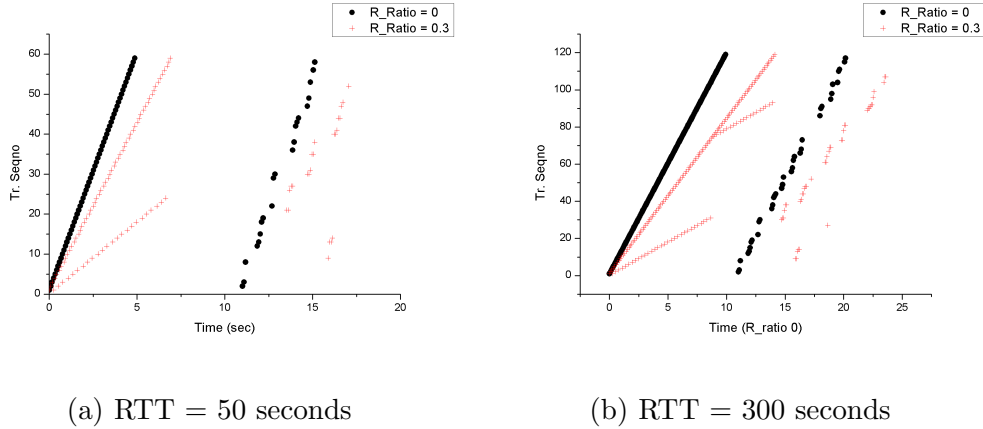 R_Ratio = 0
R_Ratio = 0.3
60
50
40
30
20
10
0
Tr. Seqno
0
5
10
15
20
Time (sec)
(a) RTT = 50 seconds
R_Ratio = 0
R_Ratio = 0.3
120
100
80
60
40
20
0
Tr. Seqno
0
5
10
15
20
25
Time (R_ratio 0)
(b) RTT = 300 seconds